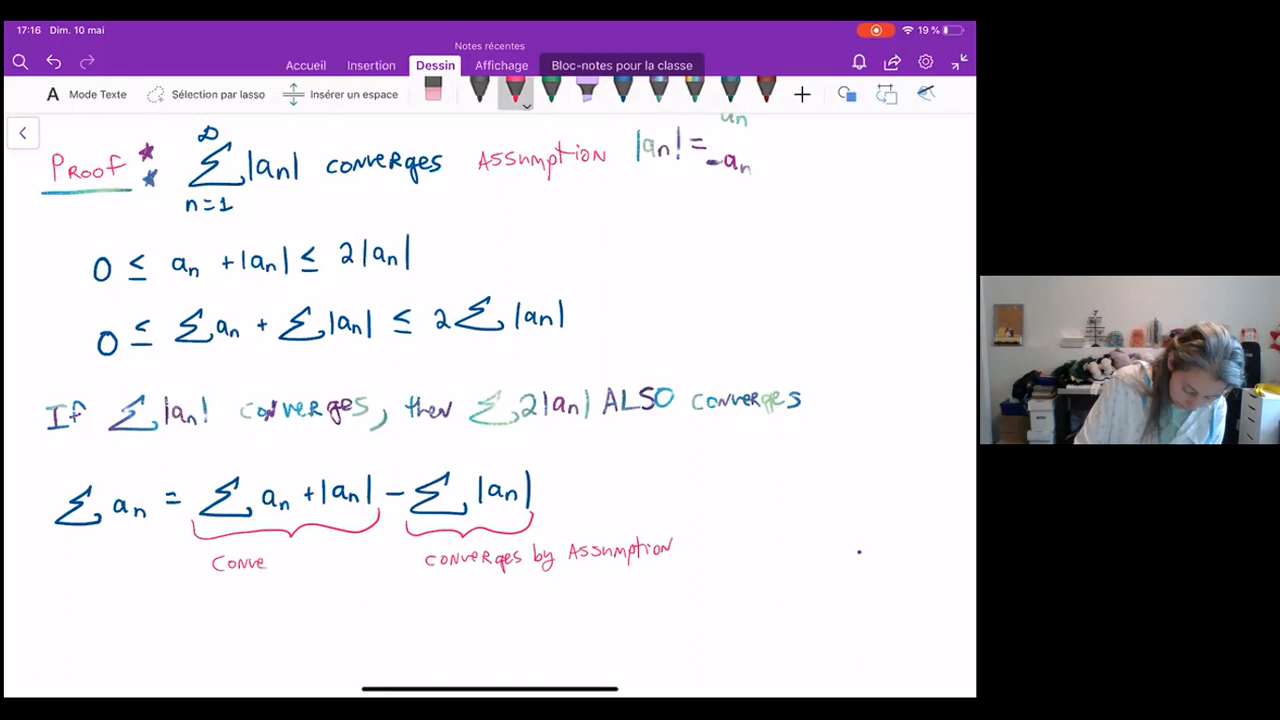 17:16 Dim. 10 mai
19 %
Notes récentes
Accueil Insertion Dessin Affichage Bloc-notes pour la classe
A Mode Texte Sélection par lasso Insérer un espace
an
PROOF ∞∑n=1 |an| converges Assumption |an| = -an
0 ≤ an + |an| ≤ 2|an|
0 ≤ ∑an + ∑|an| ≤ 2∑|an|
If ∑|an| converges, then ∑2|an| ALSO converges
∑an = ∑an + |an| - ∑|an|
Conve converges by Assumption